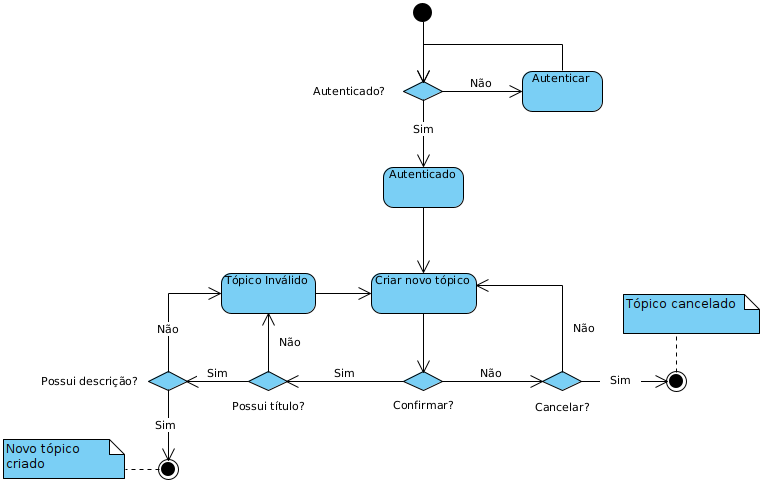 Autenticar
Não
Autenticado?
Sim
Autenticado
Tópico Inválido
Criar novo tópico
Tópico cancelado
Não
Não
Não
Possui descrição?
Sim
Sim
Não
Sim
Possui título?
Confirmar?
Cancelar?
Sim
Novo tópico
criado